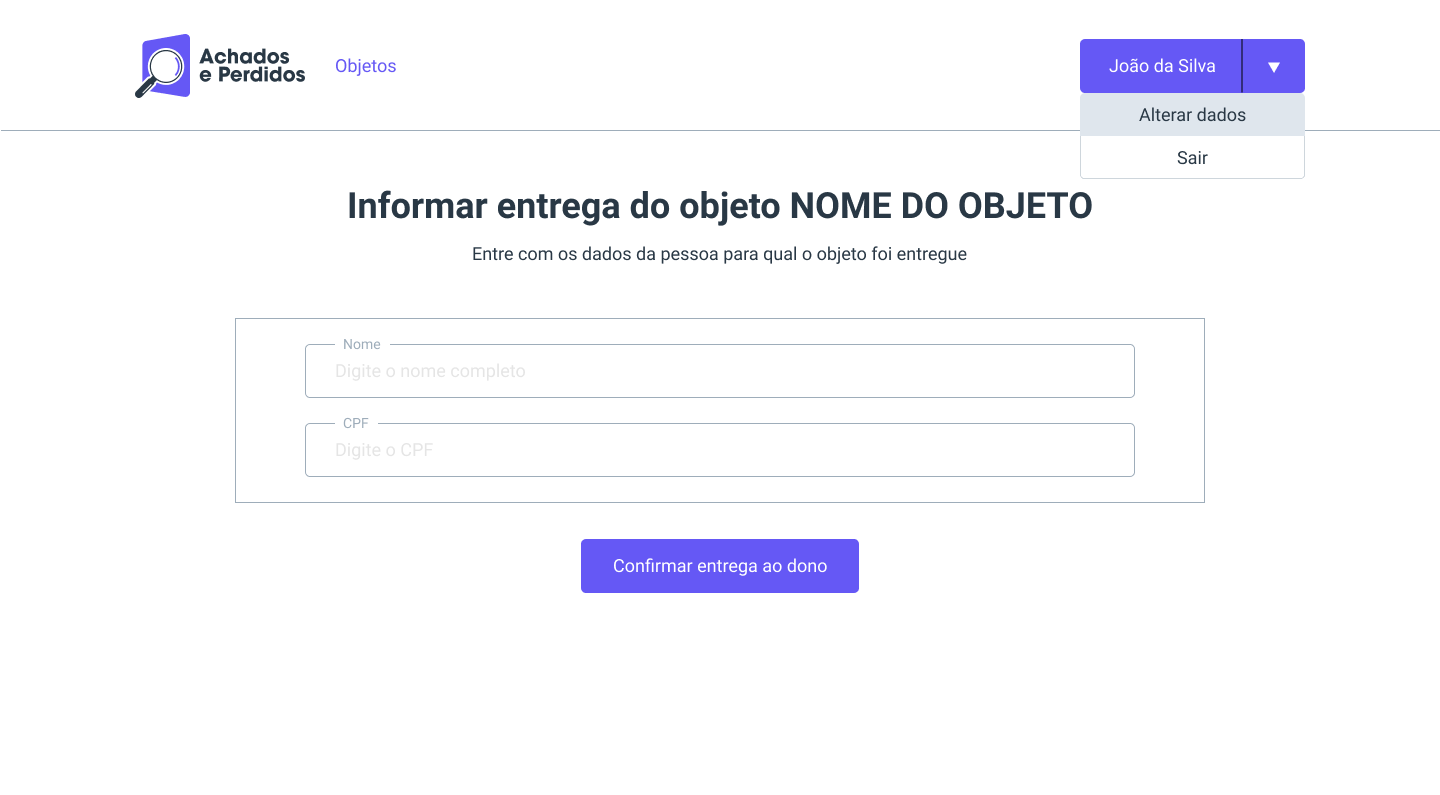 Achados
e Perdidos
Objetos
João da Silva
Alterar dados
Sair
Informar entrega do objeto NOME DO OBJETO
Entre com os dados da pessoa para qual o objeto foi entregue
Nome
Digite o nome completo
CPF
Digite o CPF
Confirmar entrega ao dono